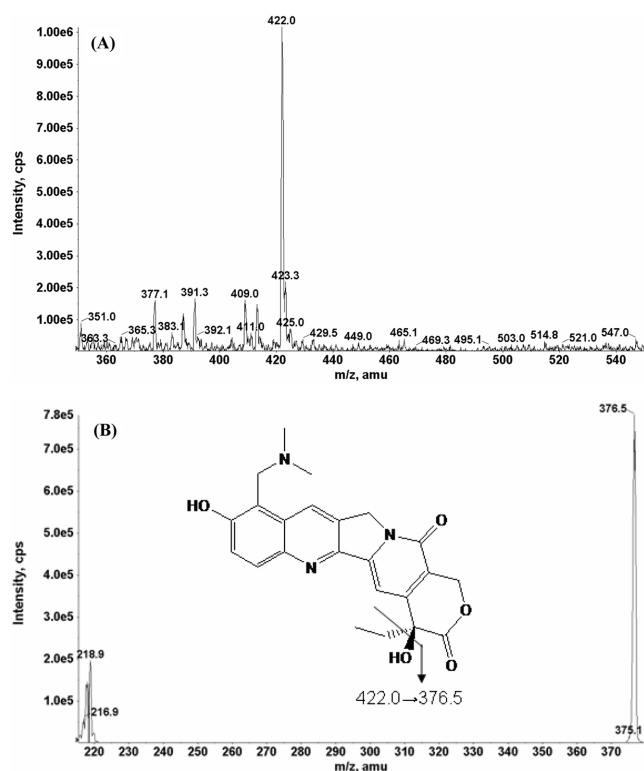 (A)
422.0
1.00e6
9.00e5
8.00e5
7.00e5
6.00e5
5.00e5
4.00e5
3.00e5
2.00e5
1.00e5
Intensity, cps
423.3
377.1
391.3
409.0
351.0
383.1
411.0
425.0
363.3
365.3
392.1
429.5
449.0
465.1
469.3
495.1
503.0
514.8
521.0
547.0
360 380 400 420 440 460 480 500 520 540
m/z, amu
(B)
7.8e5
7.0e5
6.0e5
5.0e5
4.0e5
3.0e5
2.0e5
1.0e5
Intensity, cps
376.5
N
HO
N
O
N
O
HO
O
422.0→376.5
218.9
216.9
375.1
220 230 240 250 260 270 280 290 300 310 320 330 340 350 360 370
m/z, amu